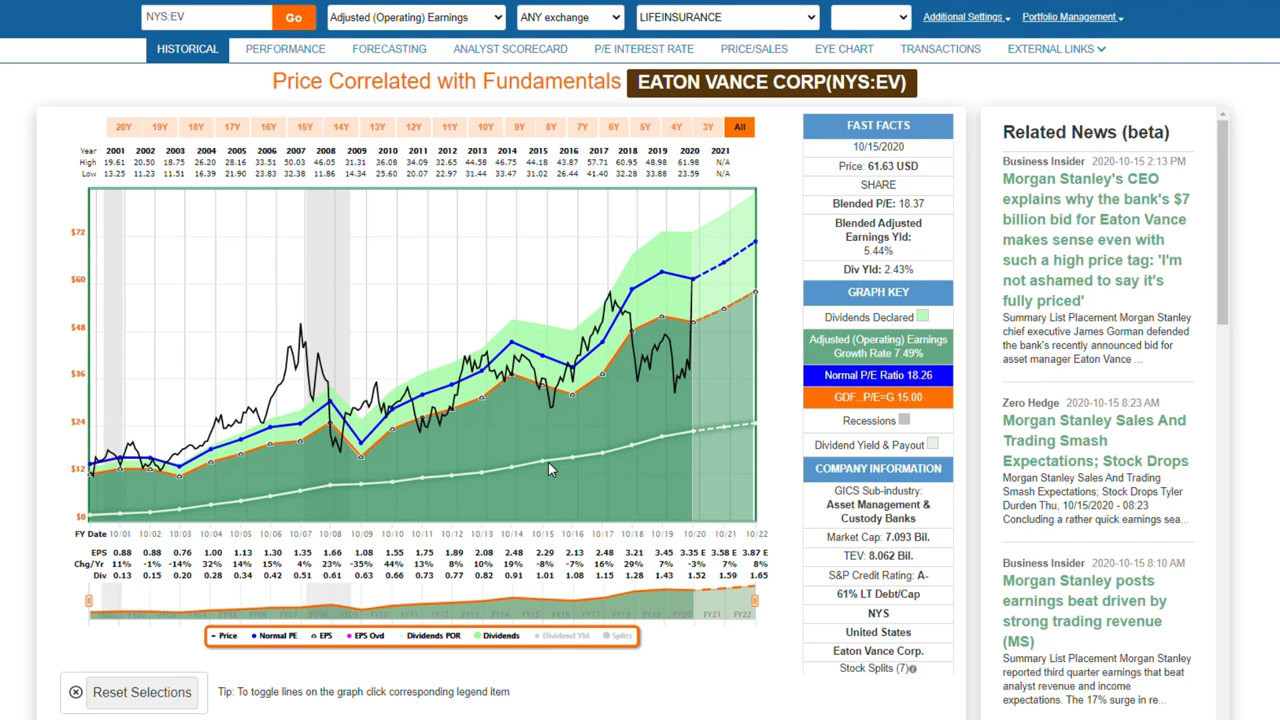 NYS:EV Go Adjusted (Operating) Earnings ANY exchange LIFEINSURANCE Additional Settings Portfolio Management
HISTORICAL PERFORMANCE FORECASTING ANALYST SCORECARD P/E INTEREST RATE PRICE/SALES EYE CHART TRANSACTIONS EXTERNAL LINKS
Price Correlated with Fundamentals EATON VANCE CORP(NYS:EV)
20Y 19Y 18Y 17Y 16Y 15Y 14Y 13Y 12Y 11Y 10Y 9Y 8Y 7Y 6Y 5Y 4Y 3Y All
Year 2001 2002 2003 2004 2005 2006 2007 2008 2009 2010 2011 2012 2013 2014 2015 2016 2017 2018 2019 2020 2021
High 19.61 20.50 18.75 26.20 28.16 33.51 50.03 46.05 31.31 36.08 34.09 32.65 44.58 46.75 44.18 43.87 57.71 60.95 48.98 61.98 N/A
Low 13.25 11.23 11.51 16.39 21.90 23.83 32.38 11.86 14.34 25.60 20.07 22.97 31.44 33.47 31.02 26.44 41.40 32.28 33.88 23.59 N/A
$72
$60
$48
$36
$24
$12
$0
FY Date 10/01 10/02 10/03 10/04 10/05 10/06 10/07 10/08 10/09 10/10 10/11 10/12 10/13 10/14 10/15 10/16 10/17 10/18 10/19 10/20 10/21 10/22
EPS 0.88 0.88 0.76 1.00 1.13 1.30 1.35 1.66 1.08 1.55 1.75 1.89 2.08 2.48 2.29 2.13 2.48 3.21 3.45 3.35 E 3.58 E 3.87 E
Chg/Yr 11% -1% -14% 32% 14% 15% 4% 23% -35% 44% 13% 8% 10% 19% -8% -7% 16% 29% 7% -3% 7% 8%
Div 0.13 0.15 0.20 0.28 0.34 0.42 0.51 0.61 0.63 0.66 0.73 0.77 0.82 0.91 1.01 1.08 1.15 1.28 1.43 1.52 1.59 1.65
FY21 FY22
Price Normal PE EPS EPS Ovd Dividends POR Dividends Dividend Yld Splits
Reset Selections Tip: To toggle lines on the graph click corresponding legend item
FAST FACTS
10/15/2020
Price: 61.63 USD
SHARE
Blended P/E: 18.37
Blended Adjusted
Earnings Yld:
5.44%
Div Yld: 2.43%
GRAPH KEY
Dividends Declared
Adjusted (Operating) Earnings
Growth Rate 7.49%
Normal P/E Ratio 18.26
GDF...P/E=G 15.00
Recessions
Dividend Yield & Payout
COMPANY INFORMATION
GICS Sub-industry:
Asset Management &
Custody Banks
Market Cap: 7.093 Bil.
TEV: 8.062 Bil.
S&P Credit Rating: A-
61% LT Debt/Cap
NYS
United States
Eaton Vance Corp.
Stock Splits (7)
Related News (beta)
Business Insider 2020-10-15 2:13 PM
Morgan Stanley's CEO
explains why the bank's $7
billion bid for Eaton Vance
makes sense even with
such a high price tag: 'I'm
not ashamed to say it's
fully priced'
Summary List Placement Morgan Stanley
chief executive James Gorman defended
the bank's recently announced bid for
asset manager Eaton Vance ...
Zero Hedge 2020-10-15 8:23 AM
Morgan Stanley Sales And
Trading Smash
Expectations; Stock Drops
Morgan Stanley Sales And Trading
Smash Expectations; Stock Drops Tyler
Durden Thu, 10/15/2020 - 08:23
Concluding a rather quick earnings sea...
Business Insider 2020-10-15 8:10 AM
Morgan Stanley posts
earnings beat driven by
strong trading revenue
(MS)
Summary List Placement Morgan Stanley
reported third quarter earnings that beat
analyst revenue and income
expectations. The 17% surge in re...